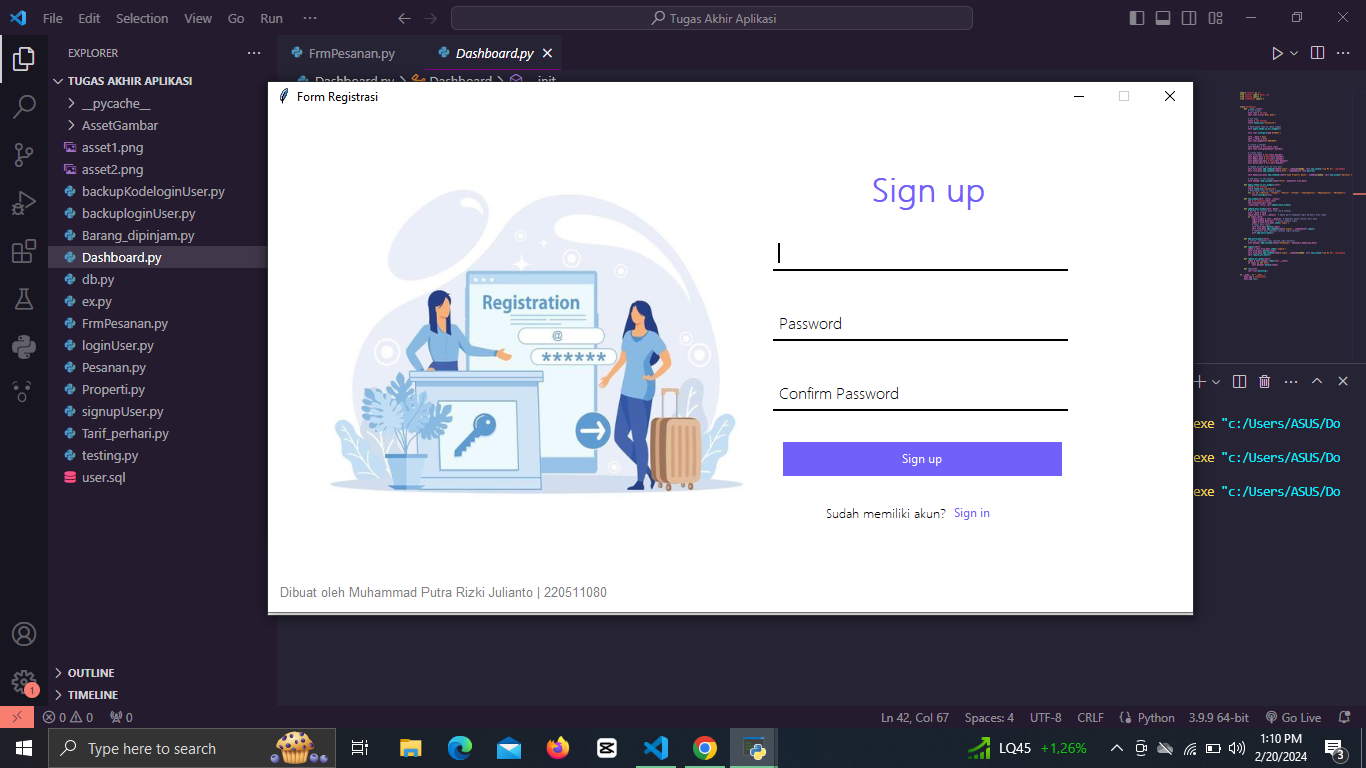 File Edit Selection View Go Run ··· Tugas Akhir Aplikasi
EXPLORER ···
TUGAS AKHIR APLIKASI
__pycache__
AssetGambar
asset1.png
asset2.png
backupKodeloginUser.py
backuploginUser.py
Barang_dipinjam.py
Dashboard.py
db.py
ex.py
FrmPesanan.py
loginUser.py
Pesanan.py
Properti.py
signupUser.py
Tarif_perhari.py
testing.py
user.sql
OUTLINE
TIMELINE
FrmPesanan.py Dashboard.py
Dashboard.py > Dashboard > __init
Form Registrasi
Registration
@
******
Sign up
Password
Confirm Password
Sign up
Sudah memiliki akun? Sign in
Dibuat oleh Muhammad Putra Rizki Julianto | 220511080
exe "c:/Users/ASUS/Do
exe "c:/Users/ASUS/Do
exe "c:/Users/ASUS/Do
1
0 0 0 Ln 42, Col 67 Spaces: 4 UTF-8 CRLF Python 3.9.9 64-bit Go Live
Type here to search LQ45 +1,26% 1:10 PM
2/20/2024 3